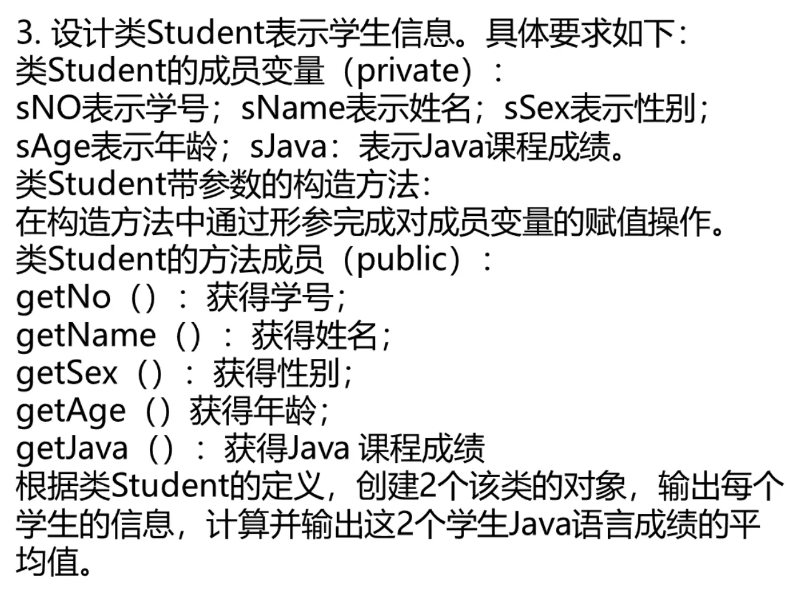 3. 设计类Student表示学生信息。具体要求如下：
类Student的成员变量（private）：
sNO表示学号；sName表示姓名；sSex表示性别；
sAge表示年龄；sJava：表示Java课程成绩。
类Student带参数的构造方法：
在构造方法中通过形参完成对成员变量的赋值操作。
类Student的方法成员（public）：
getNo（）：获得学号；
getName（）：获得姓名；
getSex（）：获得性别；
getAge（）获得年龄；
getJava（）：获得Java 课程成绩
根据类Student的定义，创建2个该类的对象，输出每个
学生的信息，计算并输出这2个学生Java语言成绩的平
均值。